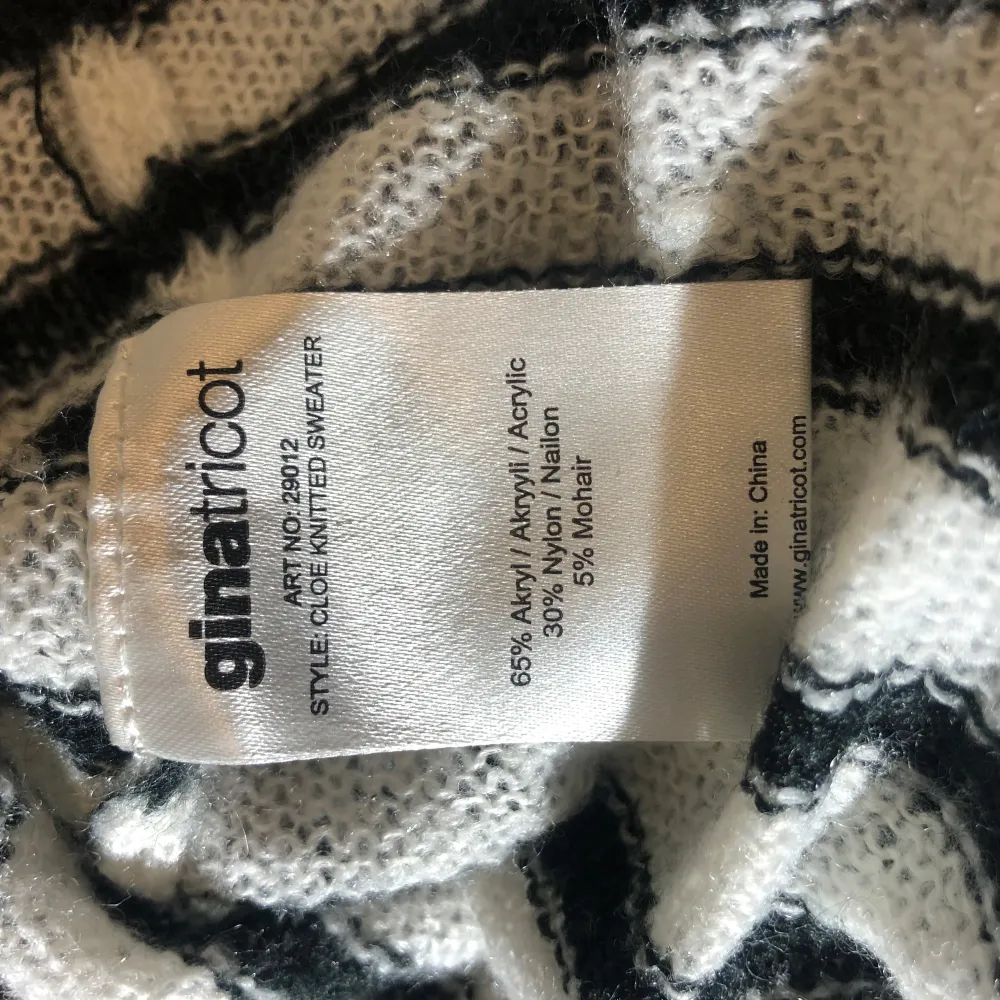 ginatricot
ART NO: 29012
STYLE: CLOE KNITTED SWEATER
65% Akryl / Akryyli / Acrylic
30% Nylon / Nailon
5% Mohair
Made in: China
www.ginatricot.com